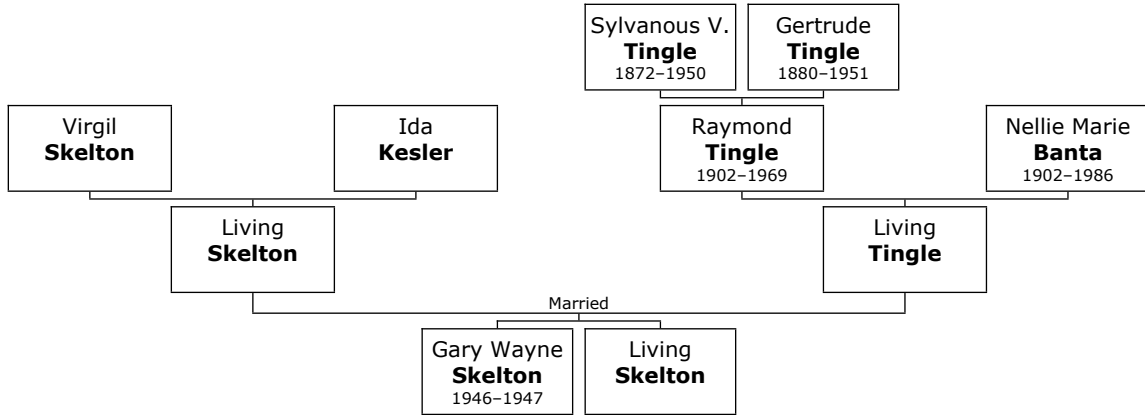 Sylvanous V.
Tingle
1872–1950
Gertrude
Tingle
1880–1951
Virgil
Skelton
Ida
Kesler
Raymond
Tingle
1902–1969
Nellie Marie
Banta
1902–1986
Living
Skelton
Living
Tingle
Married
Gary Wayne
Skelton
1946–1947
Living
Skelton